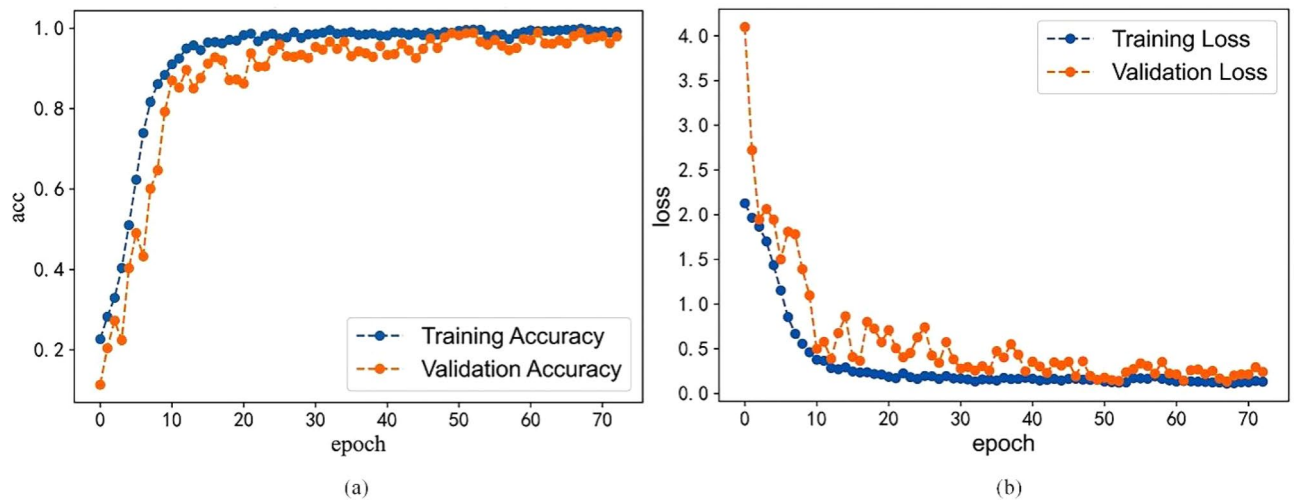 1.0
0.8
0.6
0.4
0.2
acc
Training Accuracy
Validation Accuracy
0 10 20 30 40 50 60 70
epoch
(a)
4.0
3.5
3.0
2.5
2.0
1.5
1.0
0.5
0.0
loss
Training Loss
Validation Loss
0 10 20 30 40 50 60 70
epoch
(b)